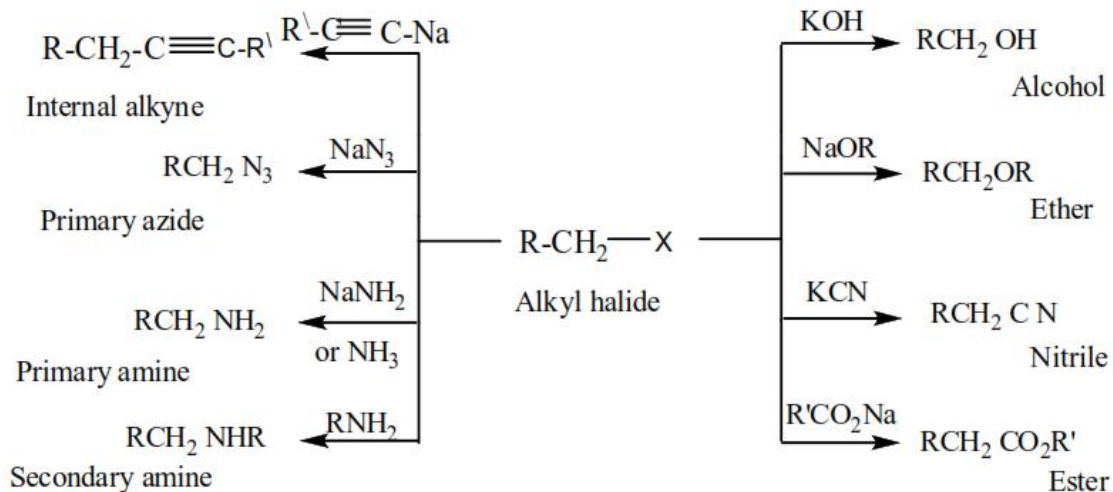 R-CH₂-C≡C-R\
R\-C≡C-Na
Internal alkyne
NaN₃
RCH₂ N₃
Primary azide
NaNH₂
or NH₃
RCH₂ NH₂
Primary amine
RNH₂
RCH₂ NHR
Secondary amine
R-CH₂—X
Alkyl halide
KOH
RCH₂ OH
Alcohol
NaOR
RCH₂OR
Ether
KCN
RCH₂ C N
Nitrile
R'CO₂Na
RCH₂ CO₂R'
Ester